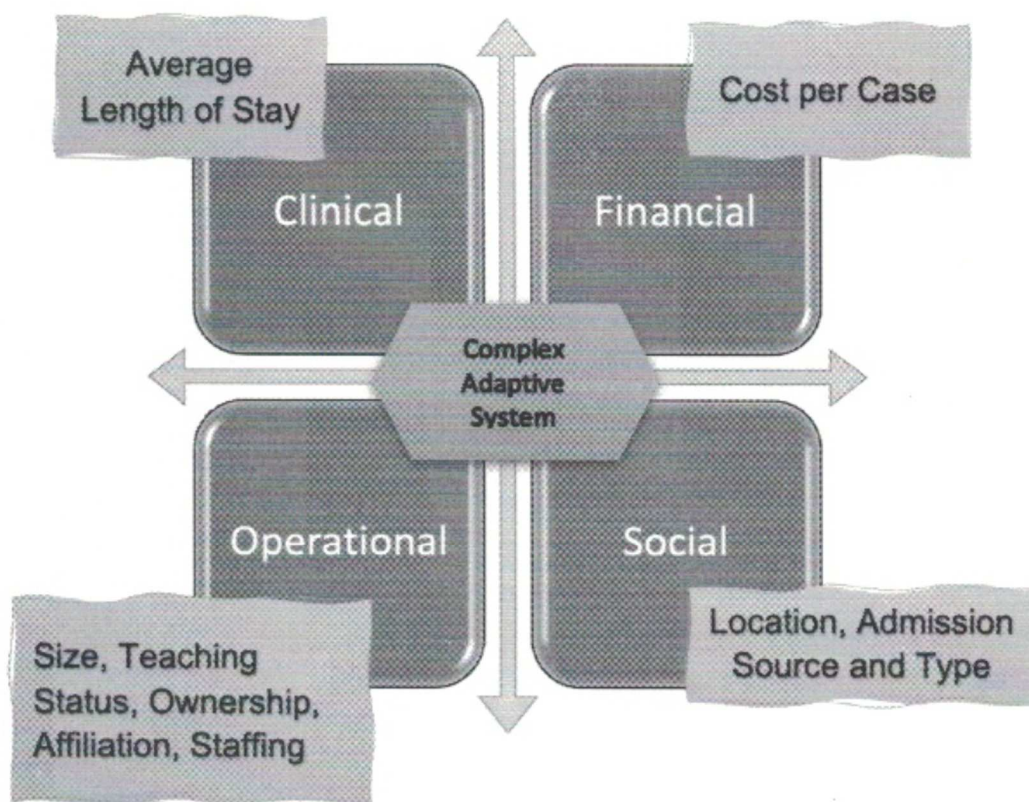 Average
Length of Stay
Cost per Case
Clinical
Financial
Complex
Adaptive
System
Operational
Social
Size, Teaching
Status, Ownership,
Affiliation, Staffing
Location, Admission
Source and Type